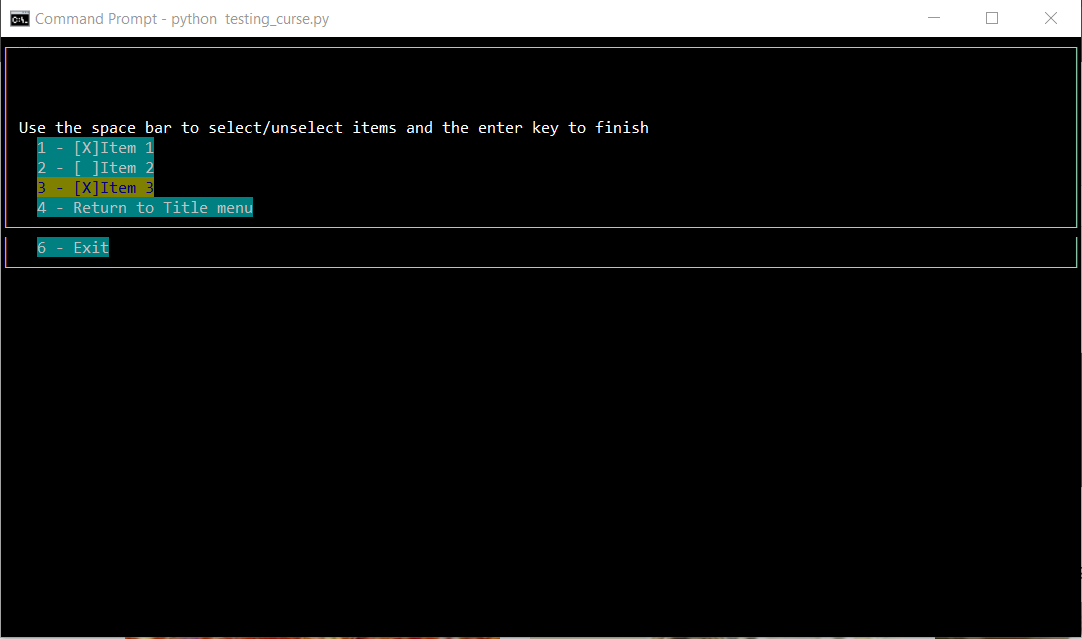 Command Prompt - python  testing_curse.py
Use the space bar to select/unselect items and the enter key to finish
1 - [X]Item 1
2 - [ ]Item 2
3 - [X]Item 3
4 - Return to Title menu
6 - Exit